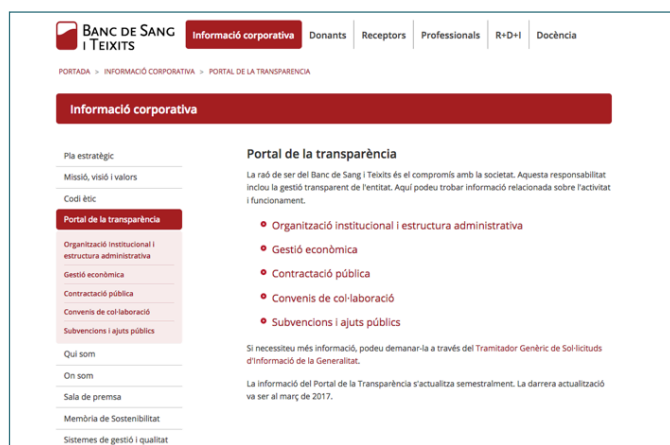 BANC DE SANG
I TEIXITS
Informació corporativa
Donants
Receptors
Professionals
R+D+I
Docència
PORTADA > INFORMACIÓ CORPORATIVA > PORTAL DE LA TRANSPARENCIA
Informació corporativa
Pla estratègic
Missió, visió i valors
Codi ètic
Portal de la transparència
Organització institucional i
estructura administrativa
Gestió econòmica
Contractació pública
Convenis de col·laboració
Subvencions i ajuts públics
Qui som
On som
Sala de premsa
Memòria de Sostenibilitat
Sistemes de gestió i qualitat
Portal de la transparència
La raó de ser del Banc de Sang i Teixits és el compromís amb la societat. Aquesta responsabilitat
inclou la gestió transparent de l'entitat. Aquí podeu trobar informació relacionada sobre l'activitat
i funcionament.
Organització institucional i estructura administrativa
Gestió econòmica
Contractació pública
Convenis de col·laboració
Subvencions i ajuts públics
Si necessiteu més informació, podeu demanar-la a través del Tramitador Genèric de Sol·licituds
d'Informació de la Generalitat.
La informació del Portal de la Transparència s'actualitza semestralment. La darrera actualització
va ser al març de 2017.